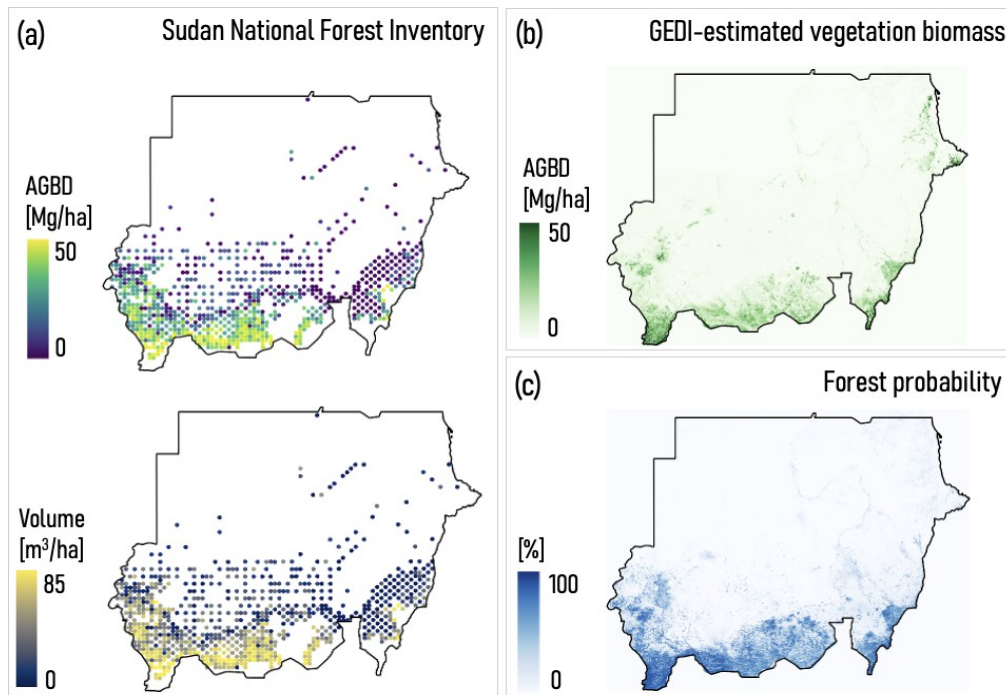 (a) Sudan National Forest Inventory
AGBD
[Mg/ha]
50
0
Volume
[m³/ha]
85
0
(b) GEDI-estimated vegetation biomass
AGBD
[Mg/ha]
50
0
(c) Forest probability
[%]
100
0